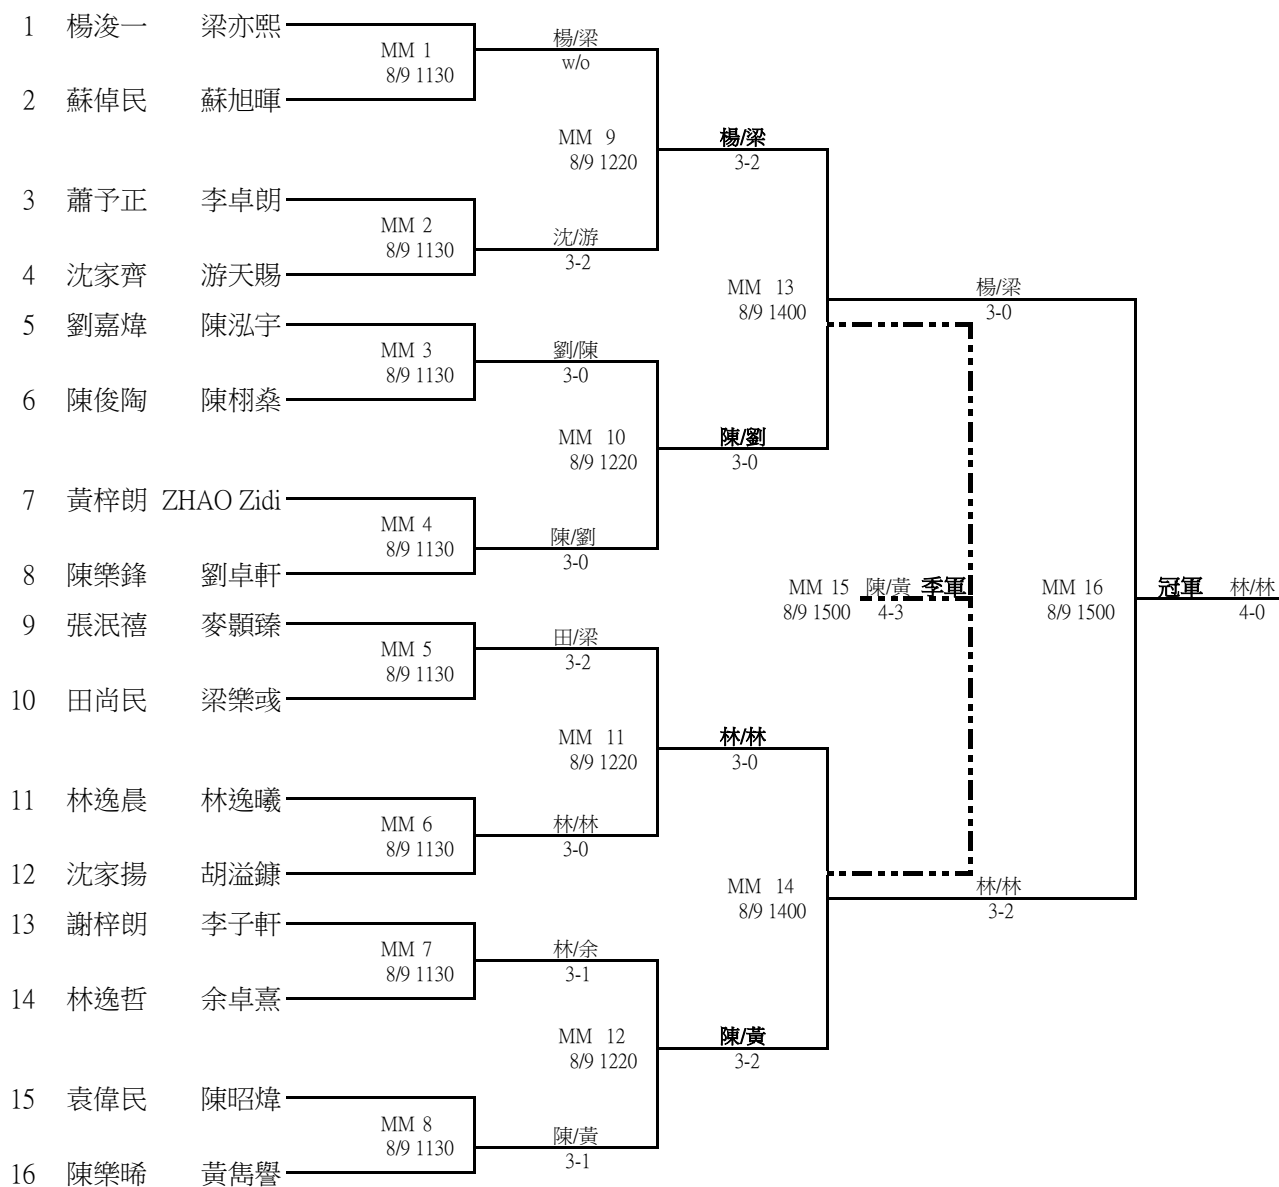 1 楊浚一 梁亦熙
MM 1 楊/梁
8/9 1130 w/o
2 蘇倬民 蘇旭暉
MM 9 楊/梁
8/9 1220 3-2
3 蕭予正 李卓朗
MM 2 沈/游
8/9 1130 3-2
4 沈家齊 游天賜
MM 13 楊/梁
8/9 1400 3-0
5 劉嘉煒 陳泓宇
MM 3 劉/陳
8/9 1130 3-0
6 陳俊陶 陳栩燊
MM 10 陳/劉
8/9 1220 3-0
7 黃梓朗 ZHAO Zidi
MM 4 陳/劉
8/9 1130 3-0
8 陳樂鋒 劉卓軒
MM 15 陳/黃 季軍 MM 16 冠軍 林/林
8/9 1500 4-3 8/9 1500 4-0
9 張泯禧 麥顥臻
MM 5 田/梁
8/9 1130 3-2
10 田尚民 梁樂彧
MM 11 林/林
8/9 1220 3-0
11 林逸晨 林逸曦
MM 6 林/林
8/9 1130 3-0
12 沈家揚 胡溢鏮
MM 14 林/林
8/9 1400 3-2
13 謝梓朗 李子軒
MM 7 林/余
8/9 1130 3-1
14 林逸哲 余卓熹
MM 12 陳/黃
8/9 1220 3-2
15 袁偉民 陳昭煒
MM 8 陳/黃
8/9 1130 3-1
16 陳樂晞 黃雋譽